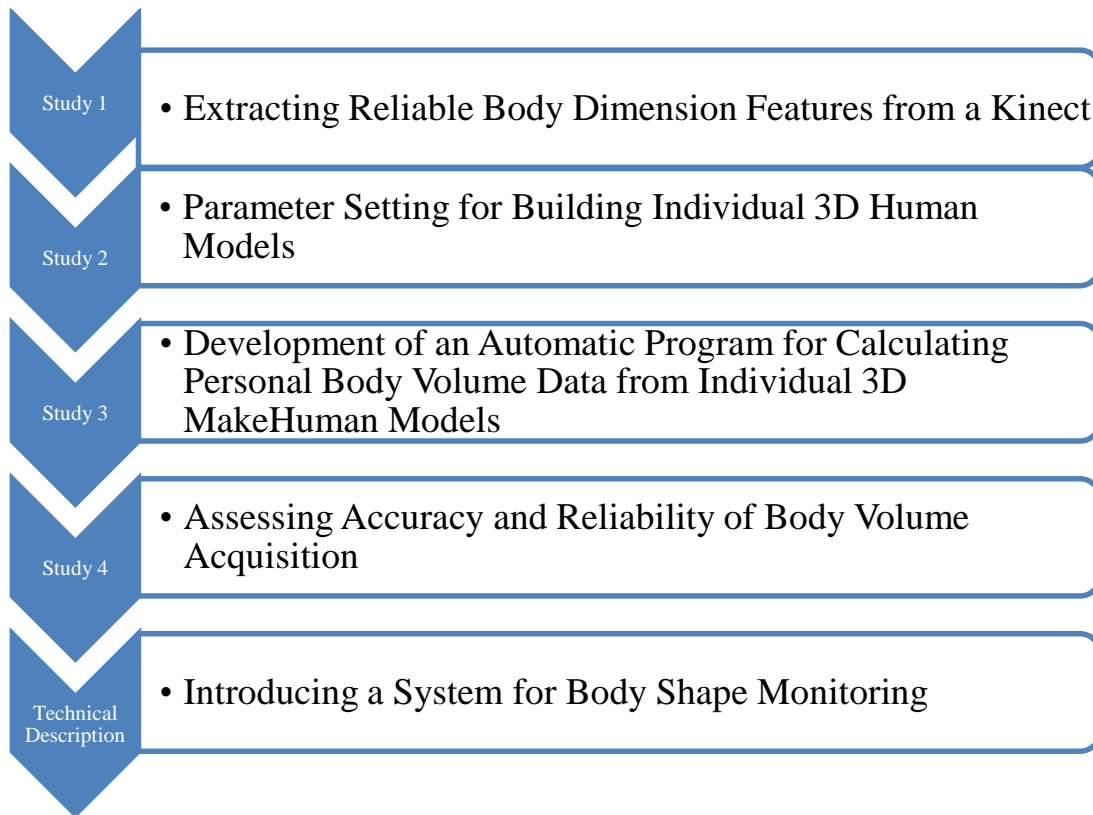 Study 1
• Extracting Reliable Body Dimension Features from a Kinect
Study 2
• Parameter Setting for Building Individual 3D Human
Models
Study 3
• Development of an Automatic Program for Calculating
Personal Body Volume Data from Individual 3D
MakeHuman Models
Study 4
• Assessing Accuracy and Reliability of Body Volume
Acquisition
Technical
Description
• Introducing a System for Body Shape Monitoring